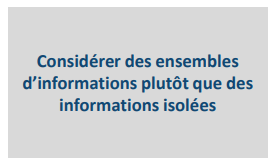 Considérer des ensembles
d’informations plutôt que des
informations isolées